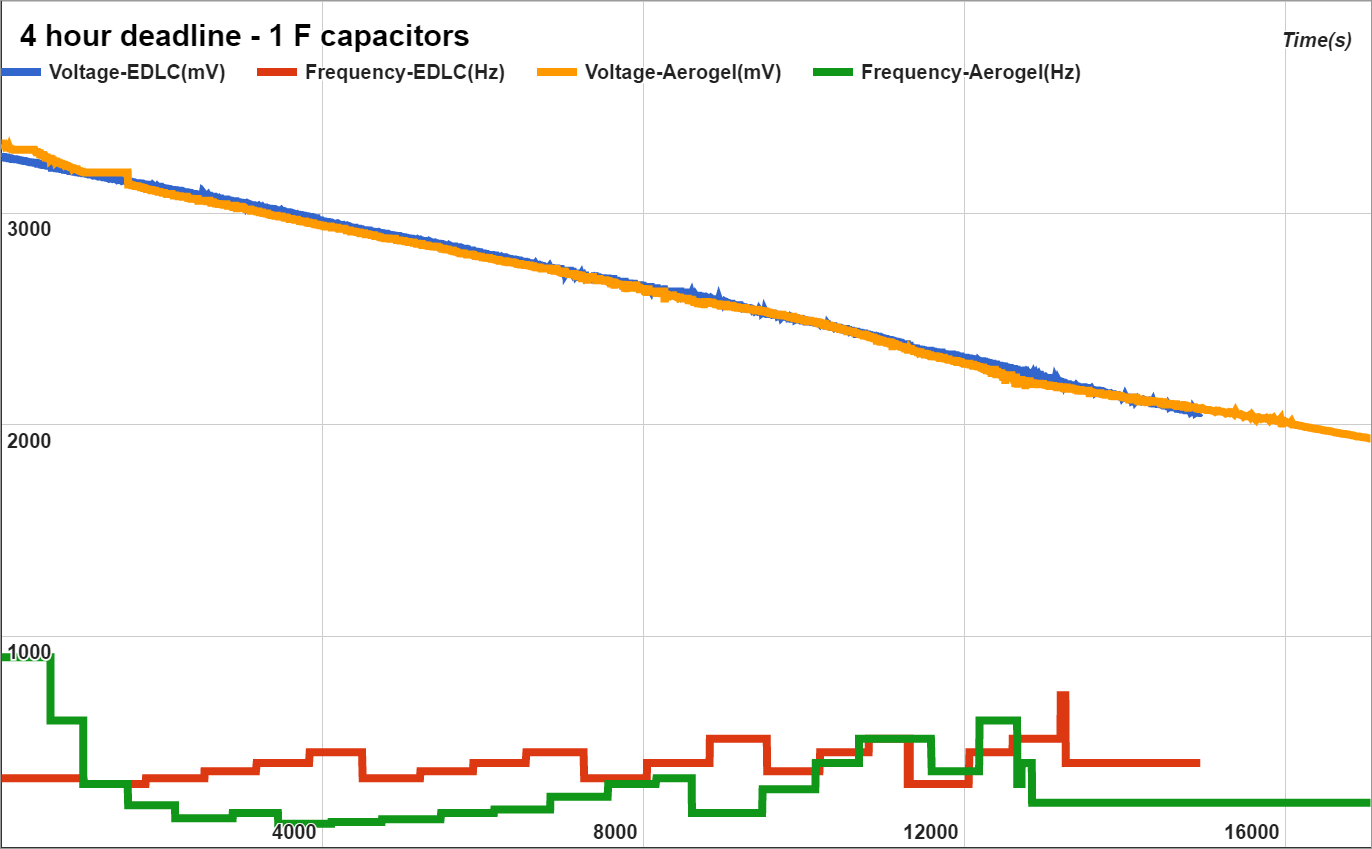 4 hour deadline - 1 F capacitors
Time(s)
Voltage-EDLC(mV) Frequency-EDLC(Hz) Voltage-Aerogel(mV) Frequency-Aerogel(Hz)
3000
2000
1000
4000 8000 12000 16000